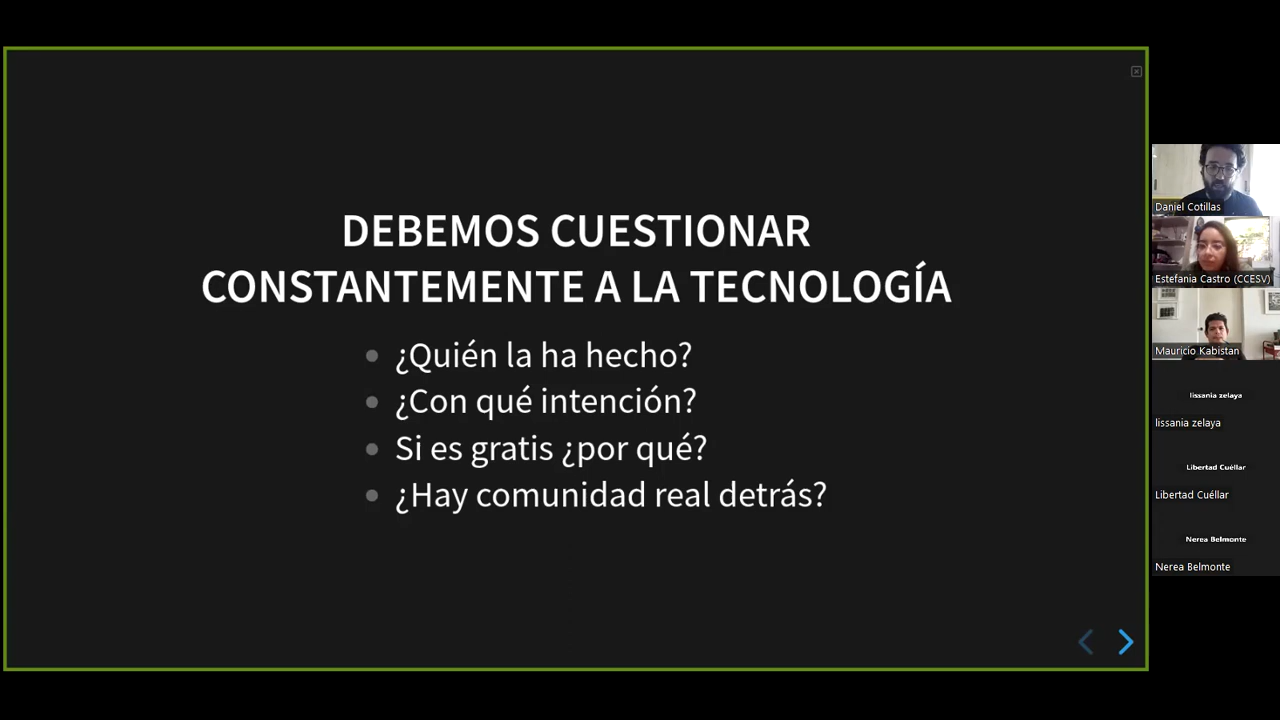 DEBEMOS CUESTIONAR
CONSTANTEMENTE A LA TECNOLOGÍA
¿Quién la ha hecho?
¿Con qué intención?
Si es gratis ¿por qué?
¿Hay comunidad real detrás?
Daniel Cotillas
Estefania Castro (CCESV)
Mauricio Kabistan
lissania zelaya
lissania zelaya
Libertad Cuéllar
Libertad Cuéllar
Nerea Belmonte
Nerea Belmonte